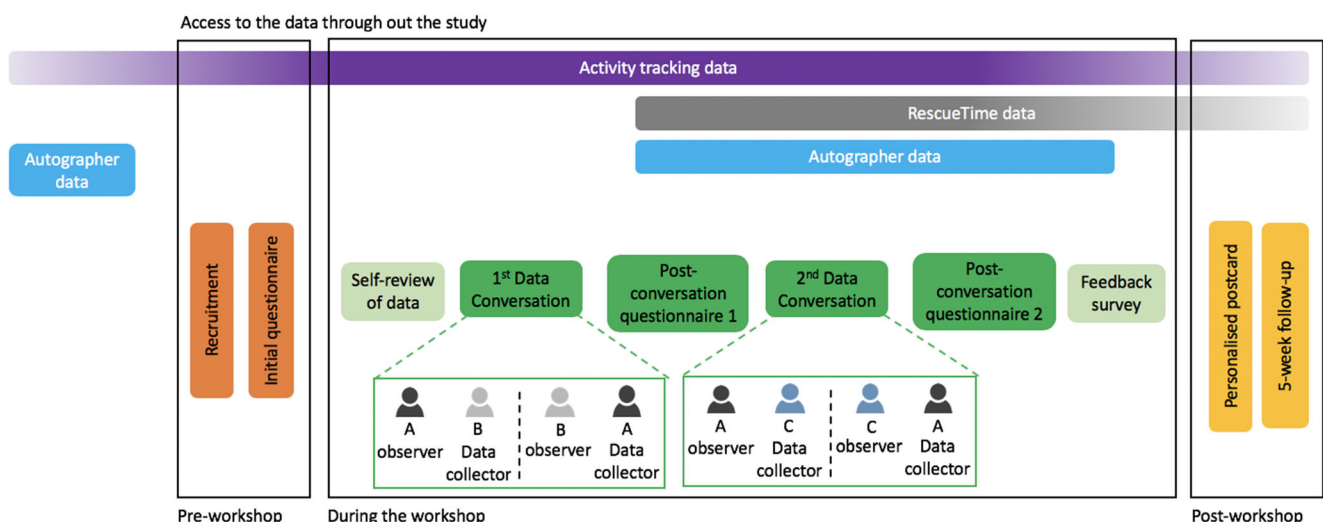 Access to the data through out the study
Activity tracking data
RescueTime data
Autographer data
Autographer
data
Recruitment
Initial questionnaire
Self-review
of data
1st Data
Conversation
Post-
conversation
questionnaire 1
2nd Data
Conversation
Post-
conversation
questionnaire 2
Feedback
survey
Personalised postcard
5-week follow-up
A
observer
B
Data
collector
B
observer
A
Data
collector
A
observer
C
Data
collector
C
observer
A
Data
collector
Pre-workshop
During the workshop
Post-workshop